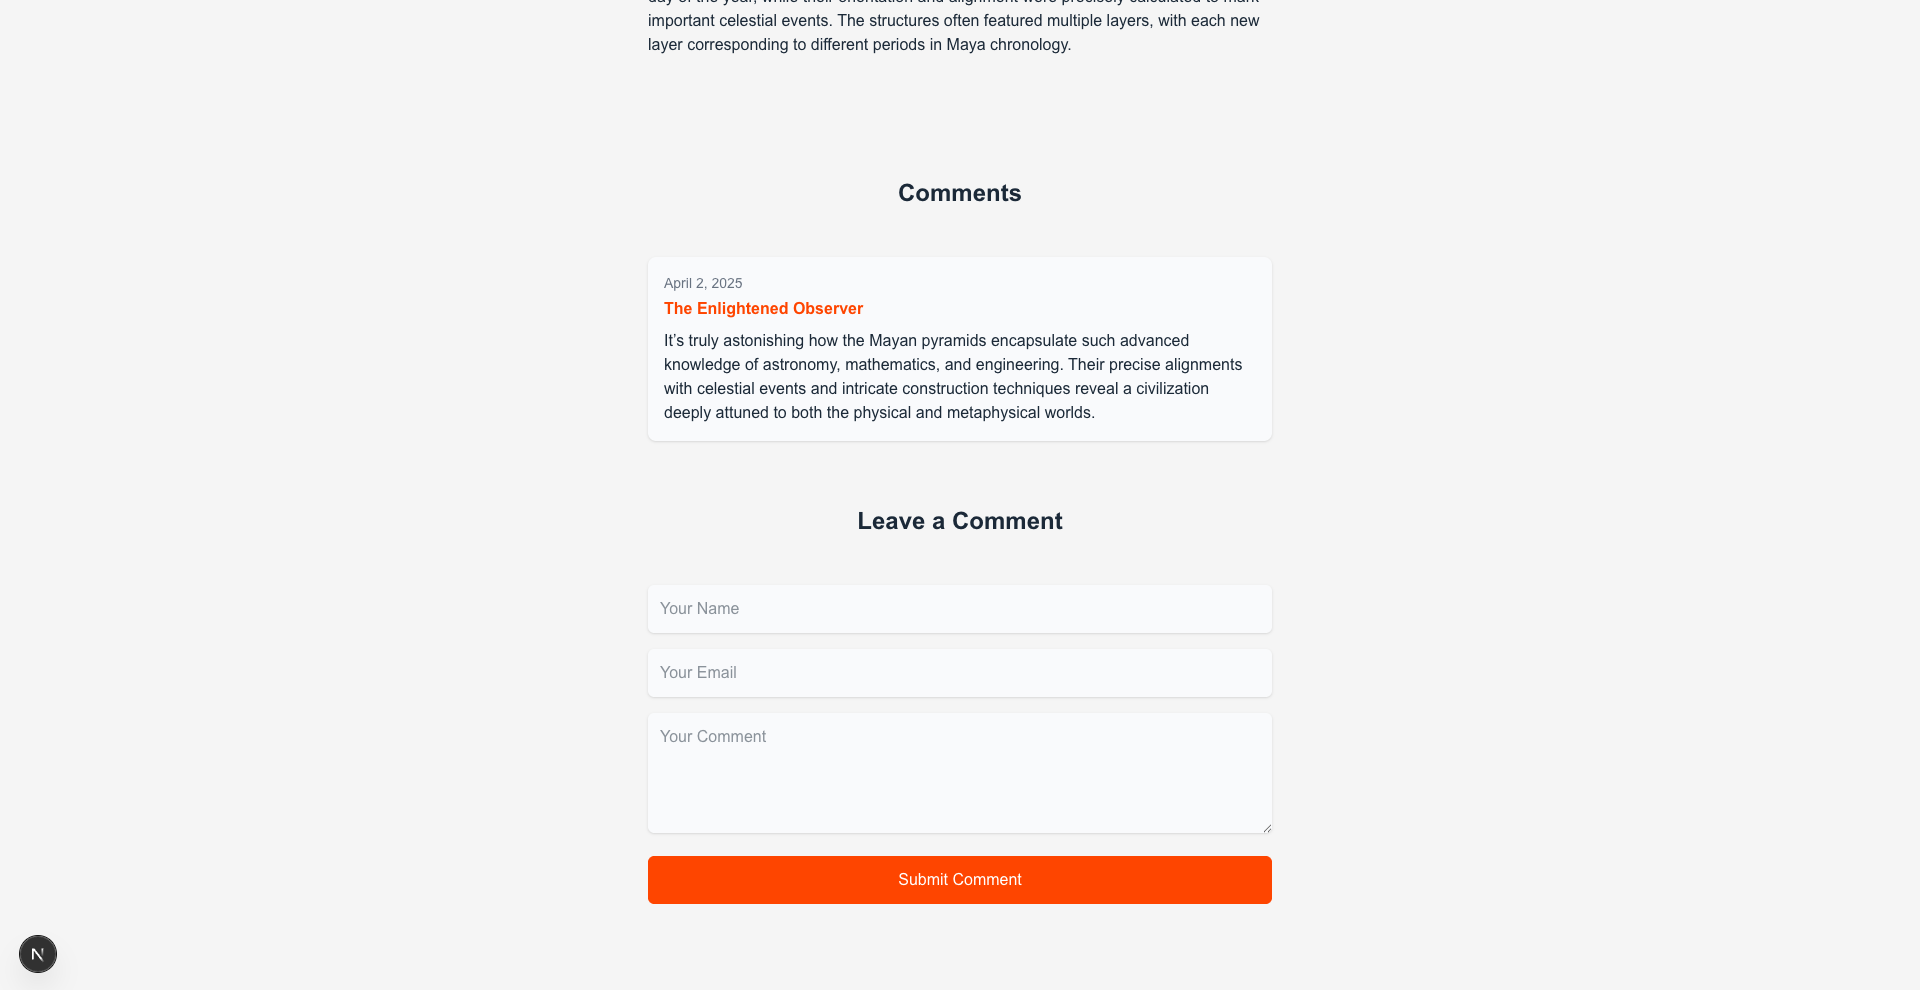 important celestial events. The structures often featured multiple layers, with each new
layer corresponding to different periods in Maya chronology.
Comments
April 2, 2025
The Enlightened Observer
It’s truly astonishing how the Mayan pyramids encapsulate such advanced
knowledge of astronomy, mathematics, and engineering. Their precise alignments
with celestial events and intricate construction techniques reveal a civilization
deeply attuned to both the physical and metaphysical worlds.
Leave a Comment
Your Name
Your Email
Your Comment
Submit Comment
N